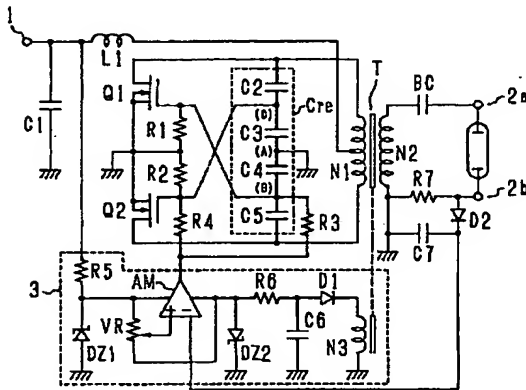 1
L1
T
C1
Q1
R1
R2
Q2
R4
C2
(C)
C3
(A)
C4
(B)
C5
Cre
R3
N1
N2
BC
2a
2b
R7
D2
C7
R5
3
AM
VR
+
−
DZ1
DZ2
R6
C6
D1
N3